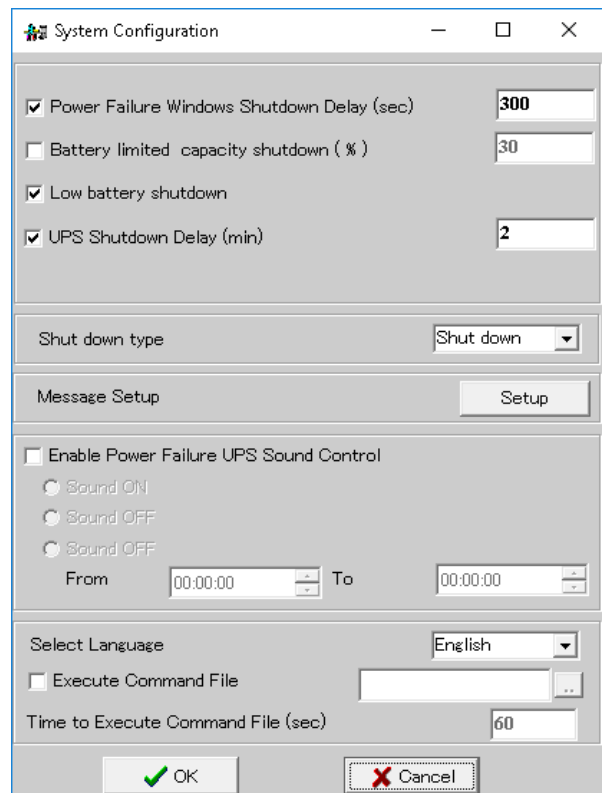 System Configuration
Power Failure Windows Shutdown Delay (sec) 300
Battery limited capacity shutdown ( % ) 30
Low battery shutdown
UPS Shutdown Delay (min) 2
Shut down type Shut down
Message Setup Setup
Enable Power Failure UPS Sound Control
Sound ON
Sound OFF
Sound OFF
From 00:00:00 To 00:00:00
Select Language English
Execute Command File ..
Time to Execute Command File (sec) 60
OK Cancel